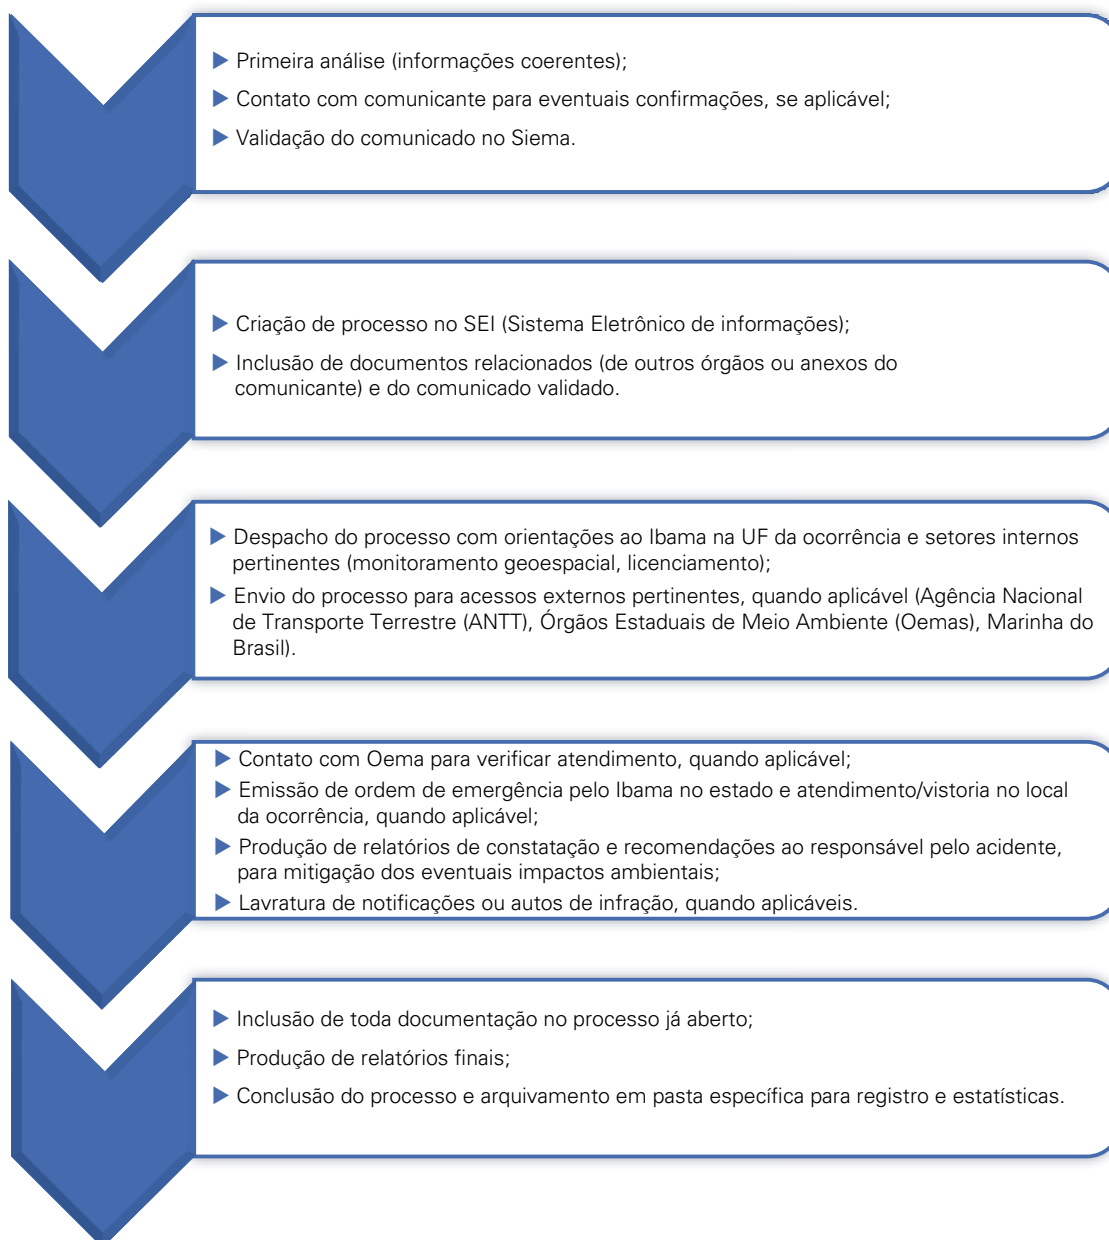 ▶ Primeira análise (informações coerentes);
▶ Contato com comunicante para eventuais confirmações, se aplicável;
▶ Validação do comunicado no Siema.
▶ Criação de processo no SEI (Sistema Eletrônico de informações);
▶ Inclusão de documentos relacionados (de outros órgãos ou anexos do
comunicante) e do comunicado validado.
▶ Despacho do processo com orientações ao Ibama na UF da ocorrência e setores internos
pertinentes (monitoramento geoespacial, licenciamento);
▶ Envio do processo para acessos externos pertinentes, quando aplicável (Agência Nacional
de Transporte Terrestre (ANTT), Órgãos Estaduais de Meio Ambiente (Oemas), Marinha do
Brasil).
▶ Contato com Oema para verificar atendimento, quando aplicável;
▶ Emissão de ordem de emergência pelo Ibama no estado e atendimento/vistoria no local
da ocorrência, quando aplicável;
▶ Produção de relatórios de constatação e recomendações ao responsável pelo acidente,
para mitigação dos eventuais impactos ambientais;
▶ Lavratura de notificações ou autos de infração, quando aplicáveis.
▶ Inclusão de toda documentação no processo já aberto;
▶ Produção de relatórios finais;
▶ Conclusão do processo e arquivamento em pasta específica para registro e estatísticas.